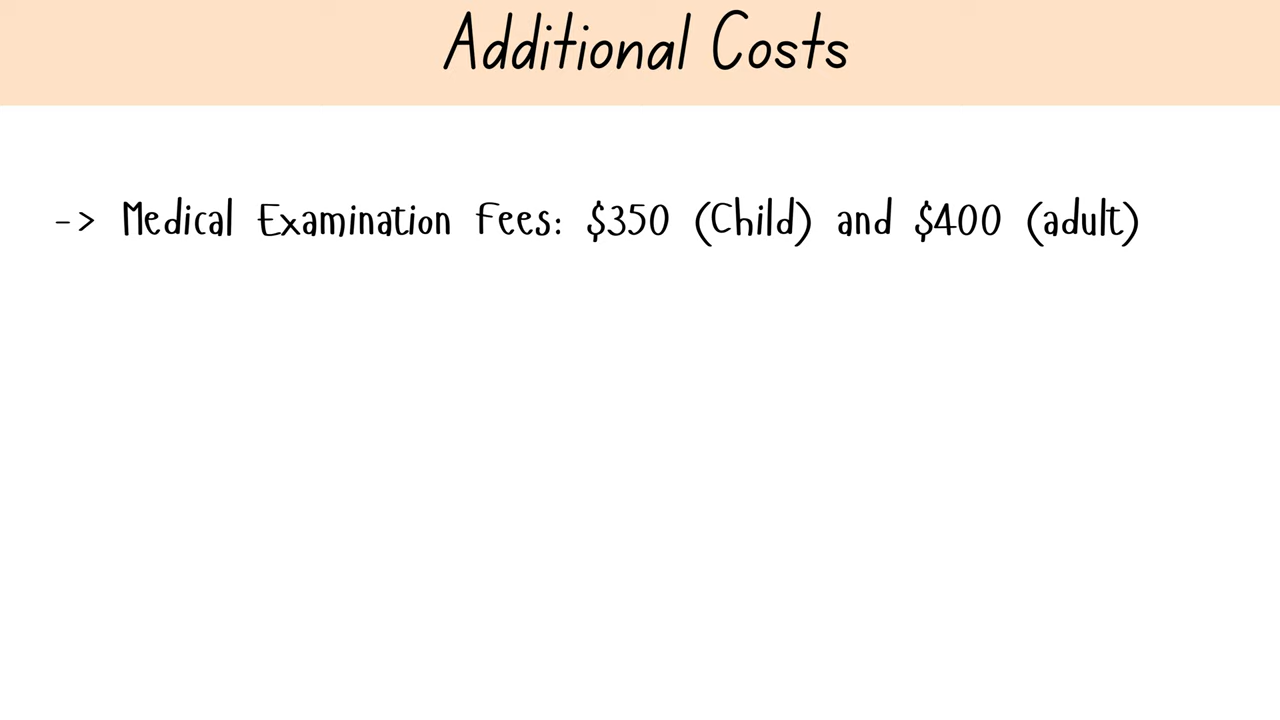 Additional Costs
-> Medical Examination Fees: $350 (Child) and $400 (adult)